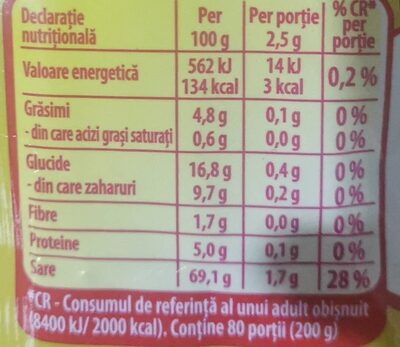 Declarație nutrițională Per 100 g Per porție 2,5 g % CR* per porție
Valoare energetică 562 kJ 14 kJ 0,2 %
134 kcal 3 kcal
Grăsimi 4,8 g 0,1 g 0 %
- din care acizi grași saturați 0,6 g 0,0 g 0 %
Glucide 16,8 g 0,4 g 0 %
- din care zaharuri 9,7 g 0,2 g 0 %
Fibre 1,7 g 0,0 g 0 %
Proteine 5,0 g 0,1 g 0 %
Sare 69,1 g 1,7 g 28 %
*CR - Consumul de referință al unui adult obișnuit
(8400 kJ/ 2000 kcal). Conține 80 porții (200 g)